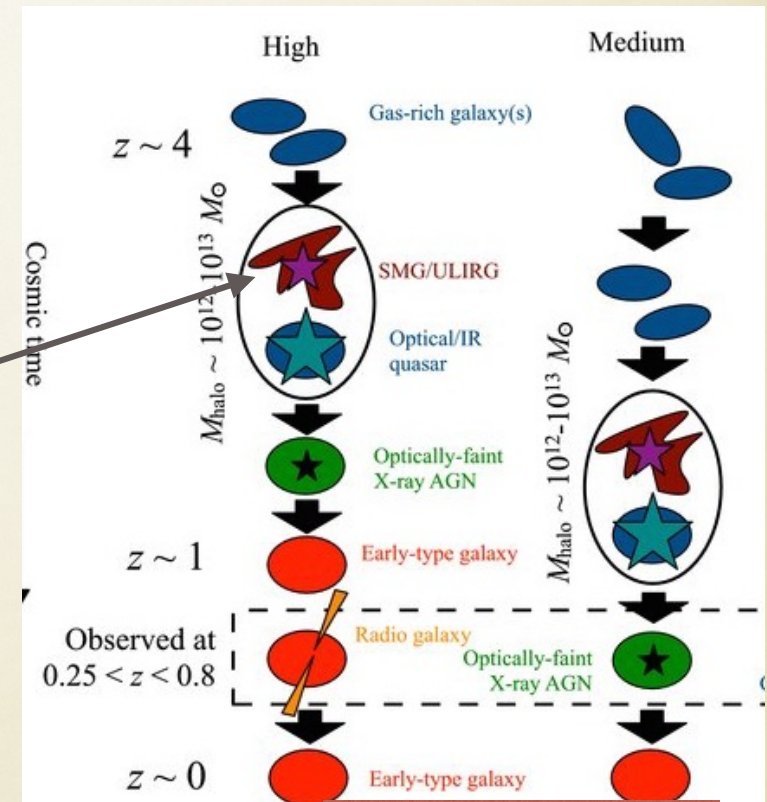 High
Medium
Gas-rich galaxy(s)
z ~ 4
Cosmic time
M_halo ~ 10^12-10^13 M⊙
SMG/ULIRG
Optical/IR
quasar
M_halo ~ 10^12-10^13 M⊙
Optically-faint
X-ray AGN
z ~ 1
Early-type galaxy
Observed at
0.25 < z < 0.8
Radio galaxy
Optically-faint
X-ray AGN
z ~ 0
Early-type galaxy